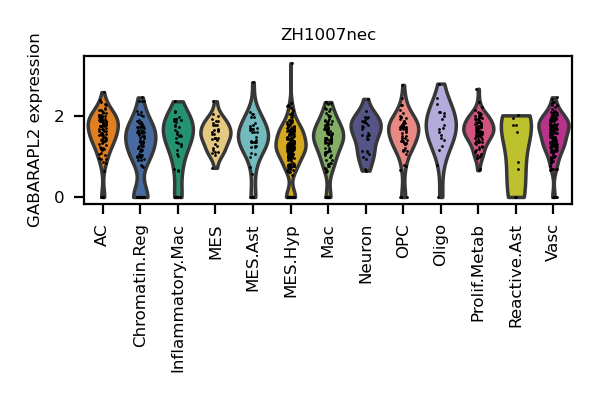 ZH1007nec
GABARAPL2 expression
2
0
AC
Chromatin.Reg
Inflammatory.Mac
MES
MES.Ast
MES.Hyp
Mac
Neuron
OPC
Oligo
Prolif.Metab
Reactive.Ast
Vasc